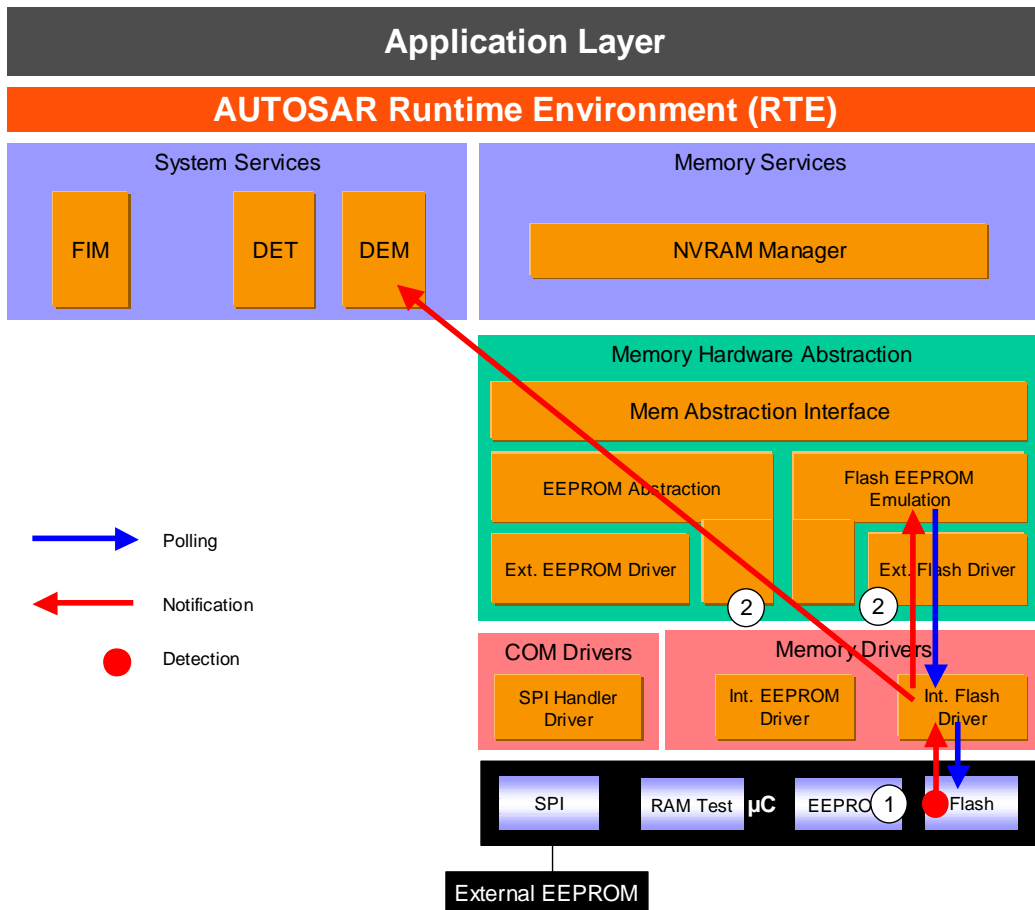 Application Layer
AUTOSAR Runtime Environment (RTE)
System Services
Memory Services
FIM
DET
DEM
NVRAM Manager
Memory Hardware Abstraction
Mem Abstraction Interface
EEPROM Abstraction
Flash EEPROM
Emulation
Ext. EEPROM Driver
Ext. Flash Driver
2
2
Polling
Notification
Detection
COM Drivers
Memory Drivers
SPI Handler
Driver
Int. EEPROM
Driver
Int. Flash
Driver
SPI
RAM Test
µC
EEPRO
1
Flash
External EEPROM